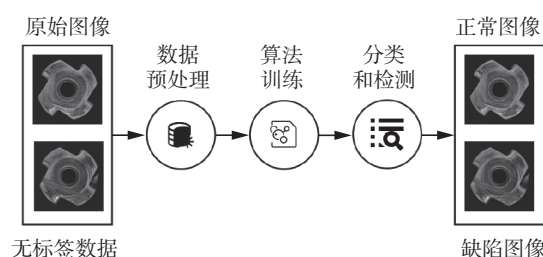 原始图像
数据
预处理
算法
训练
分类
和检测
正常图像
无标签数据
缺陷图像